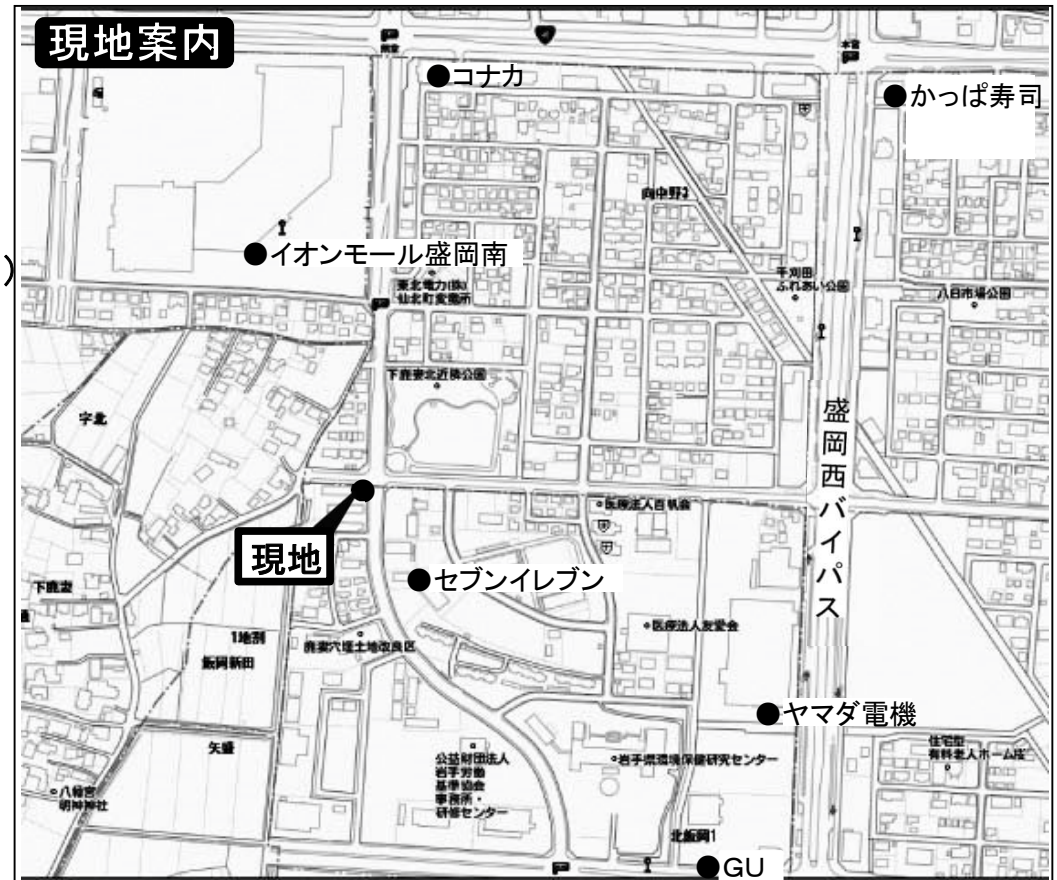 現地案内
南室
本宮
●コナカ
●かっぱ寿司
向中野3
●イオンモール盛岡南
東北電力(株)
仙北町変電所
千刈田
ふれあい公園
八日市場公園
下鹿妻北近隣公園
字北
盛岡西バイパス
現地
医療法人百帆会
●セブンイレブン
下鹿妻
1地割
飯岡新田
鹿妻穴堰土地改良区
医療法人友愛会
矢盛
●ヤマダ電機
公益財団法人
岩手労働
基準協会
事務所・
研修センター
岩手県環境保健研究センター
住宅型
有料老人ホーム桜
八幡宮
明神神社
北飯岡1
●GU
)